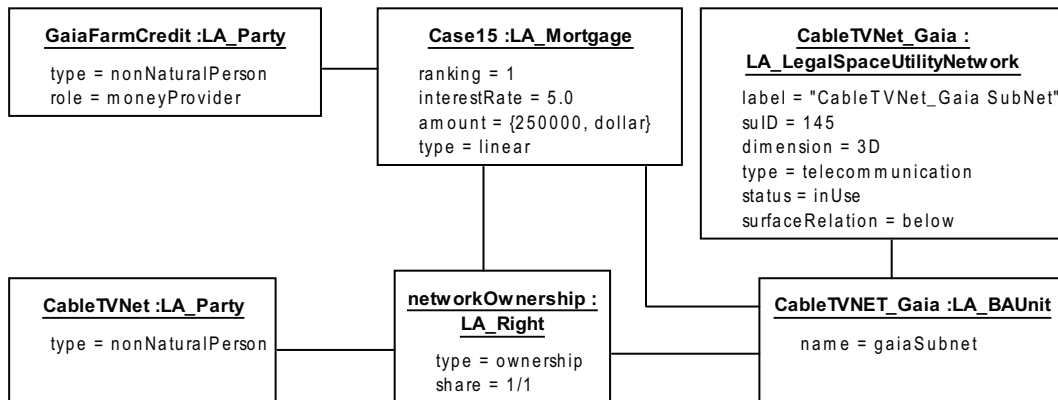 GaiaFarmCredit :LA_Party
type = nonNaturalPerson
role = moneyProvider
Case15 :LA_Mortgage
ranking = 1
interestRate = 5.0
amount = {250000, dollar}
type = linear
CableTVNet_Gaia :
LA_LegalSpaceUtilityNetwork
label = "CableTVNet_Gaia SubNet"
suID = 145
dimension = 3D
type = telecommunication
status = inUse
surfaceRelation = below
CableTVNet :LA_Party
type = nonNaturalPerson
networkOwnership :
LA_Right
type = ownership
share = 1/1
CableTVNET_Gaia :LA_BAUnit
name = gaiaSubnet